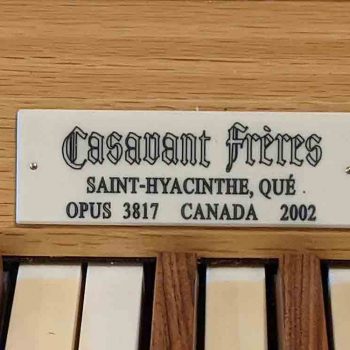 Casavant Frères
SAINT-HYACINTHE, QUÉ.
OPUS 3817 CANADA 2002